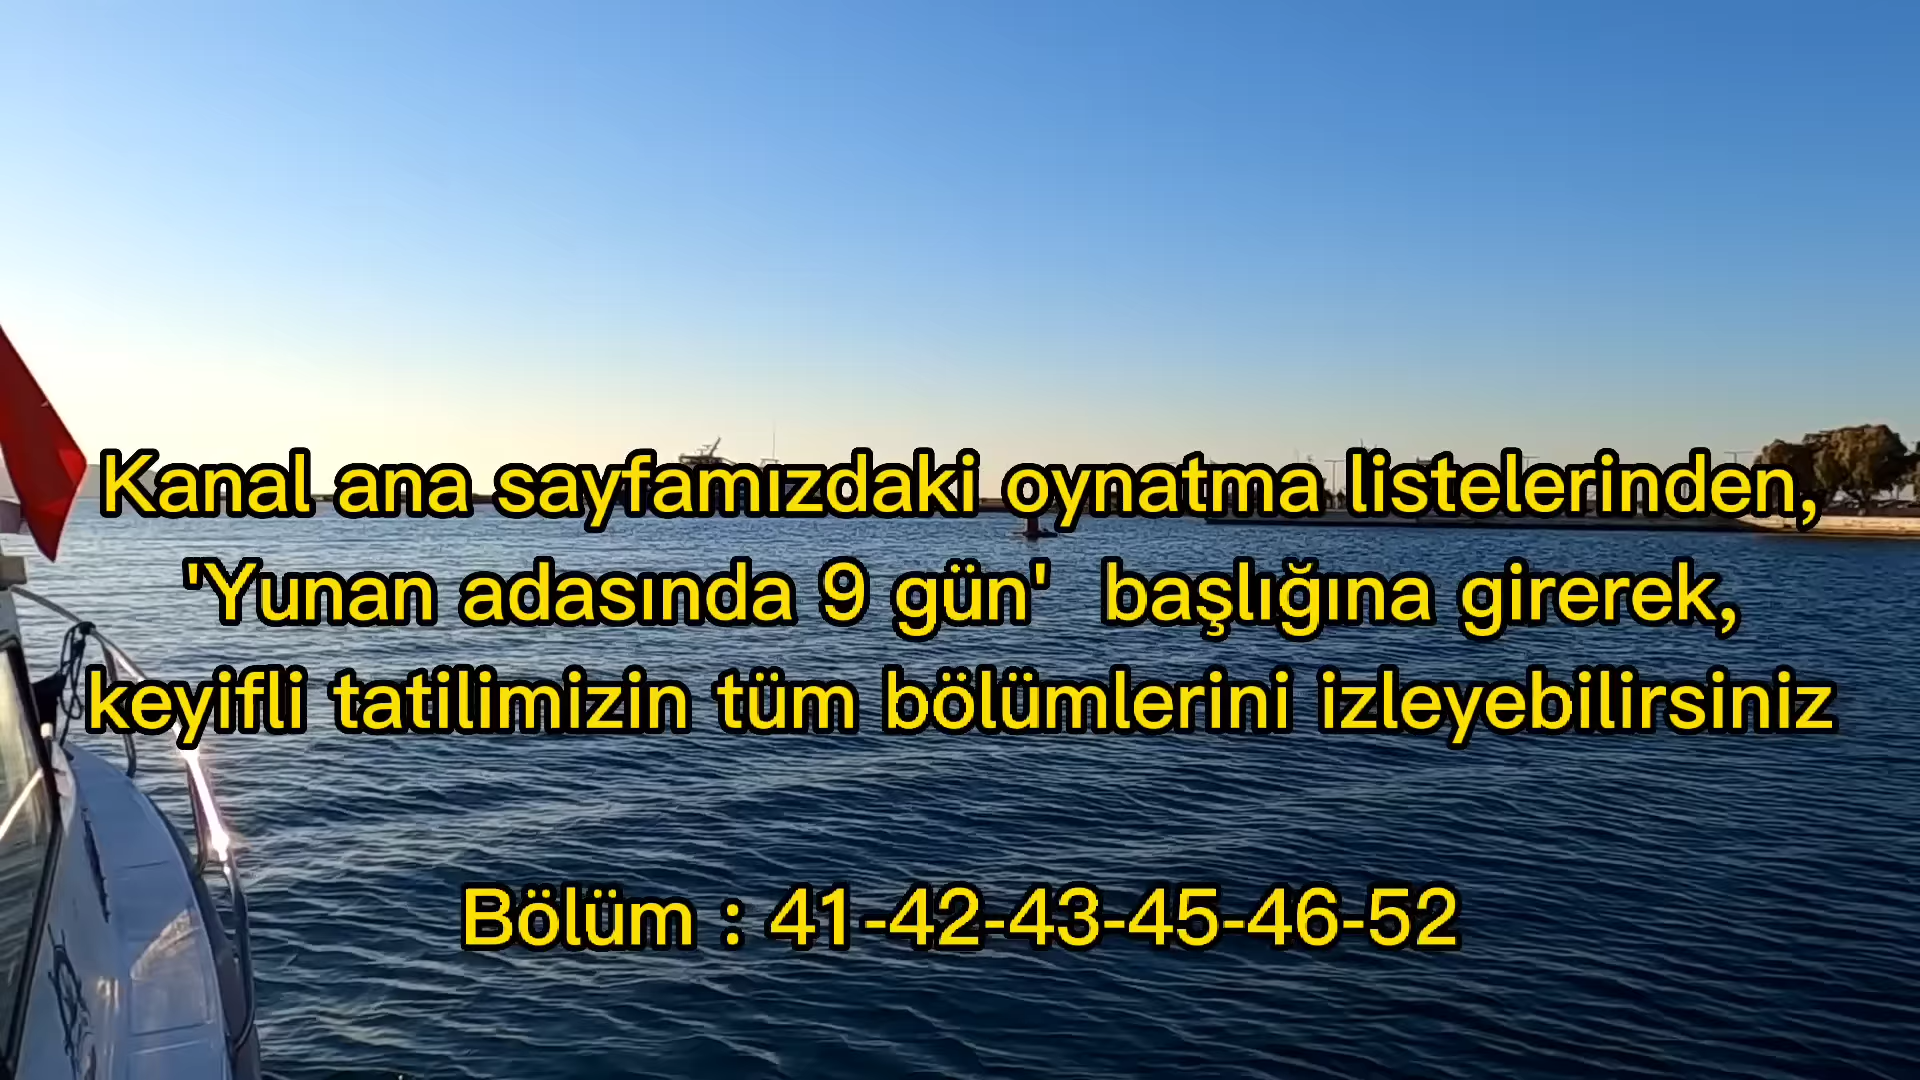 Kanal ana sayfamızdaki oynatma listelerinden,
'Yunan adasında 9 gün'  başlığına girerek,
keyifli tatilimizin tüm bölümlerini izleyebilirsiniz
Bölüm : 41-42-43-45-46-52